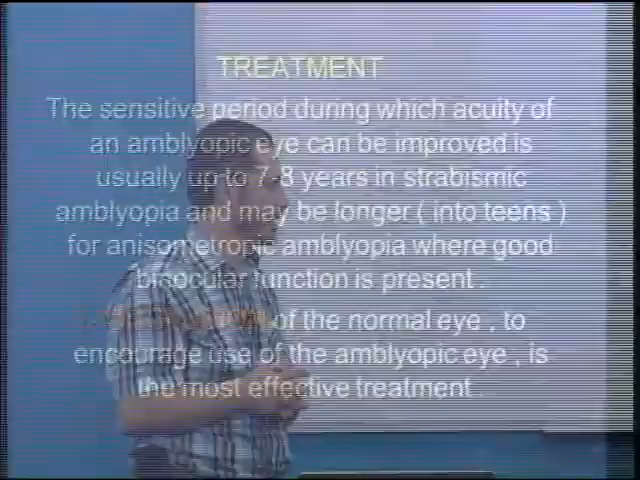 TREATMENT
The sensitive period during which acuity of
an amblyopic eye can be improved is
usually up to 7-8 years in strabismic
amblyopia and may be longer ( into teens )
for anisometropic amblyopia where good
binocular function is present .
of the normal eye , to
encourage use of the amblyopic eye , is
the most effective treatment .